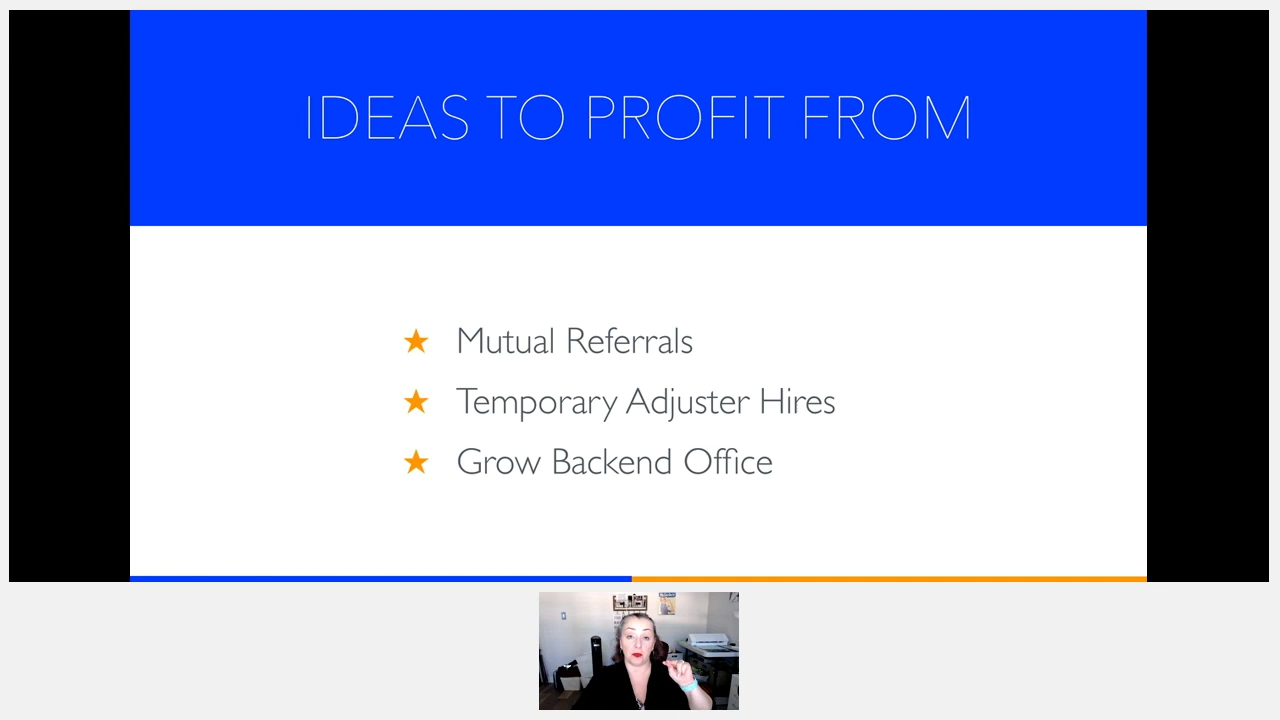 IDEAS TO PROFIT FROM
Mutual Referrals
Temporary Adjuster Hires
Grow Backend Office